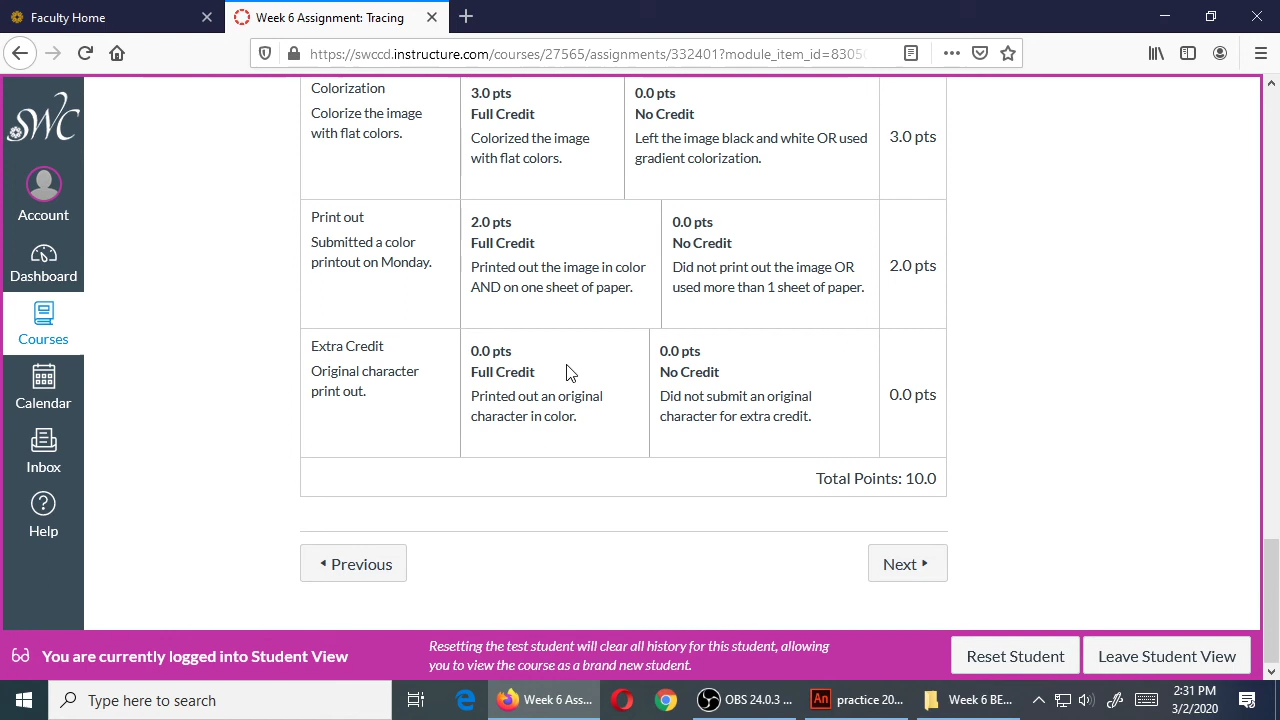 Faculty Home
Week 6 Assignment: Tracing
https://swccd.instructure.com/courses/27565/assignments/332401?module_item_id=8305
SWC
Account
Dashboard
Courses
Calendar
Inbox
Help
Colorization
Colorize the image
with flat colors.
3.0 pts
Full Credit
Colorized the image
with flat colors.
0.0 pts
No Credit
Left the image black and white OR used
gradient colorization.
3.0 pts
Print out
Submitted a color
printout on Monday.
2.0 pts
Full Credit
Printed out the image in color
AND on one sheet of paper.
0.0 pts
No Credit
Did not print out the image OR
used more than 1 sheet of paper.
2.0 pts
Extra Credit
Original character
print out.
0.0 pts
Full Credit
Printed out an original
character in color.
0.0 pts
No Credit
Did not submit an original
character for extra credit.
0.0 pts
Total Points: 10.0
Previous
Next
You are currently logged into Student View
Resetting the test student will clear all history for this student, allowing
you to view the course as a brand new student.
Reset Student
Leave Student View
Type here to search
Week 6 Ass...
OBS 24.0.3 ...
An
practice 20...
Week 6 BE...
2:31 PM
3/2/2020